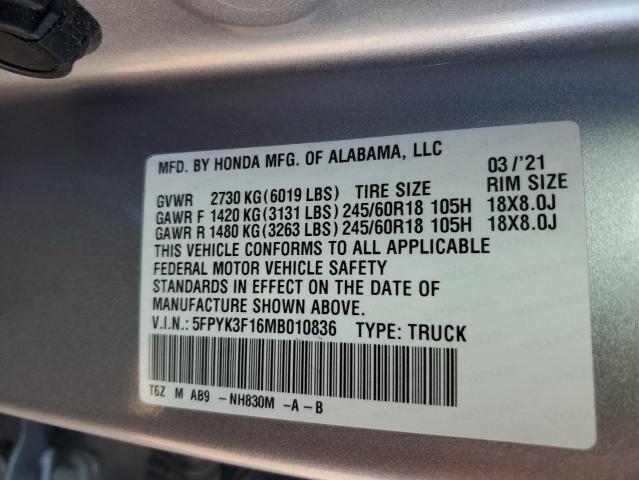 MFD. BY HONDA MFG. OF ALABAMA, LLC 03/'21
GVWR 2730 KG(6019 LBS) TIRE SIZE RIM SIZE
GAWR F 1420 KG(3131 LBS) 245/60R18 105H 18X8.0J
GAWR R 1480 KG(3263 LBS) 245/60R18 105H 18X8.0J
THIS VEHICLE CONFORMS TO ALL APPLICABLE
FEDERAL MOTOR VEHICLE SAFETY
STANDARDS IN EFFECT ON THE DATE OF
MANUFACTURE SHOWN ABOVE.
V.I.N.: 5FPYK3F16MB010836 TYPE: TRUCK
T6Z M AB9 -NH830M -A-B